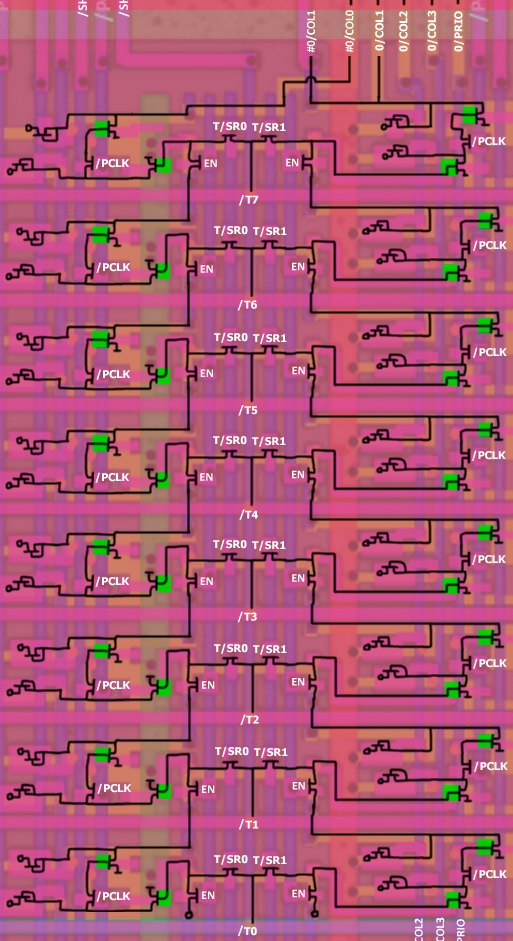 /SH
/SH
#0/COL1
#0/COL0
0/COL1
0/COL2
0/COL3
0/PRIO
T/SR0 T/SR1
/PCLK
EN
EN
/PCLK
/T7
T/SR0 T/SR1
/PCLK
EN
EN
/PCLK
/T6
T/SR0 T/SR1
/PCLK
EN
EN
/PCLK
/T5
T/SR0 T/SR1
/PCLK
EN
EN
/PCLK
/T4
T/SR0 T/SR1
/PCLK
EN
EN
/PCLK
/T3
T/SR0 T/SR1
/PCLK
EN
EN
/PCLK
/T2
T/SR0 T/SR1
/PCLK
EN
EN
/PCLK
/T1
T/SR0 T/SR1
/PCLK
EN
EN
/PCLK
/T0
COL2
COL3
PRIO